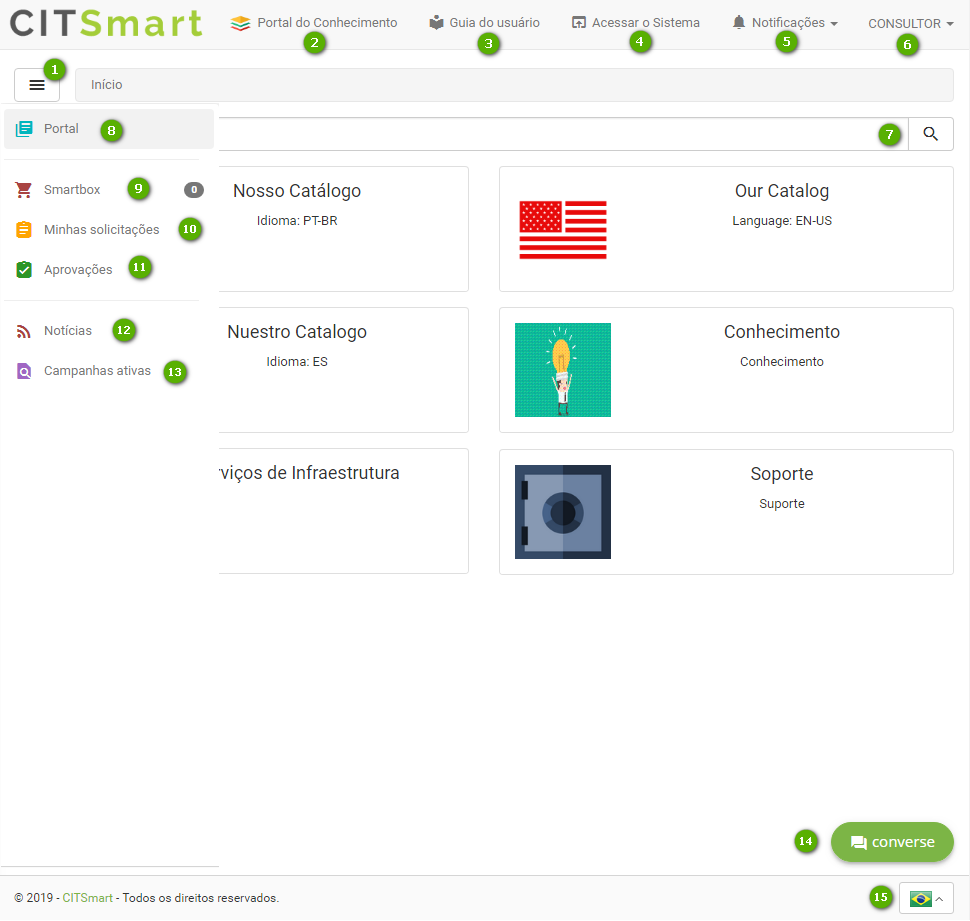 CITSmart Portal do Conhecimento Guia do usuário Acessar o Sistema Notificações CONSULTOR
2 3 4 5 6
1
Início
Portal 8
7
Smartbox 9 0
Minhas solicitações 10
Aprovações 11
Notícias 12
Campanhas ativas 13
Nosso Catálogo
Idioma: PT-BR
Our Catalog
Language: EN-US
Nuestro Catalogo
Idioma: ES
Conhecimento
Conhecimento
viços de Infraestrutura
Soporte
Suporte
14 converse
© 2019 - CITSmart - Todos os direitos reservados.
15